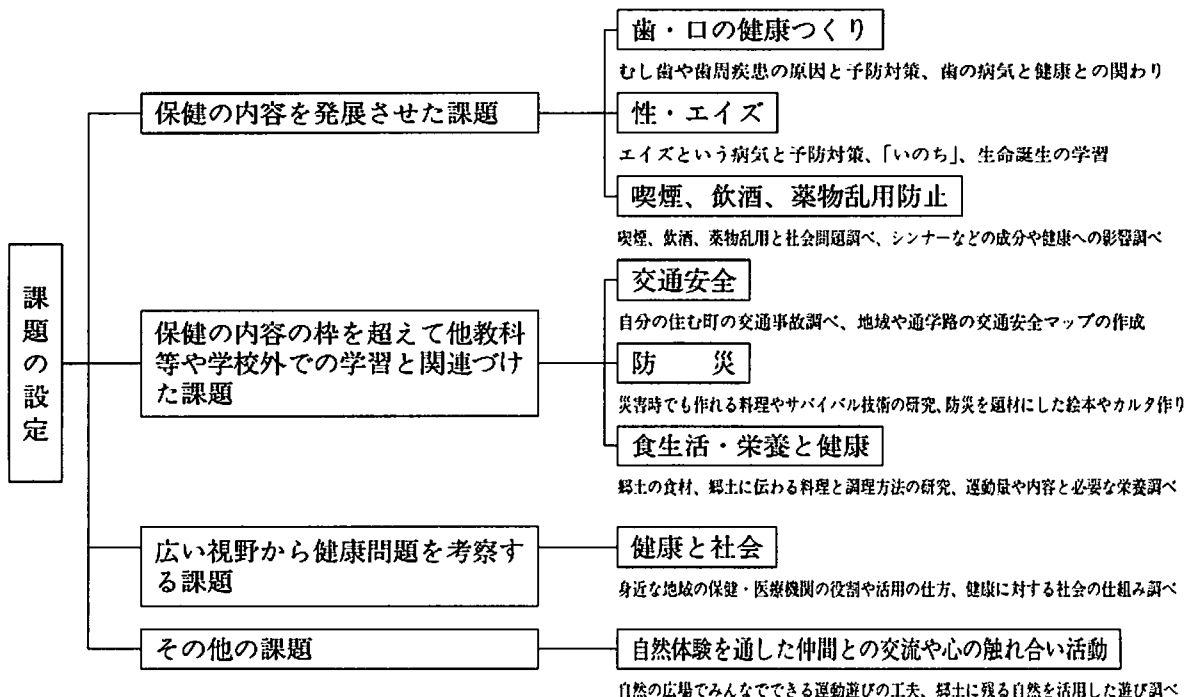 課題の設定
保健の内容を発展させた課題
歯・口の健康つくり
むし歯や歯周疾患の原因と予防対策、歯の病気と健康との関わり
性・エイズ
エイズという病気と予防対策、「いのち」、生命誕生の学習
喫煙、飲酒、薬物乱用防止
喫煙、飲酒、薬物乱用と社会問題調べ、シンナーなどの成分や健康への影響調べ
保健の内容の枠を超えて他教科
等や学校外での学習と関連づけ
た課題
交通安全
自分の住む町の交通事故調べ、地域や通学路の交通安全マップの作成
防　災
災害時でも作れる料理やサバイバル技術の研究、防災を題材にした絵本やカルタ作り
食生活・栄養と健康
郷土の食材、郷土に伝わる料理と調理方法の研究、運動量や内容と必要な栄養調べ
広い視野から健康問題を考察す
る課題
健康と社会
身近な地域の保健・医療機関の役割や活用の仕方、健康に対する社会の仕組み調べ
その他の課題
自然体験を通した仲間との交流や心の触れ合い活動
自然の広場でみんなでできる運動遊びの工夫、郷土に残る自然を活用した遊び調べ